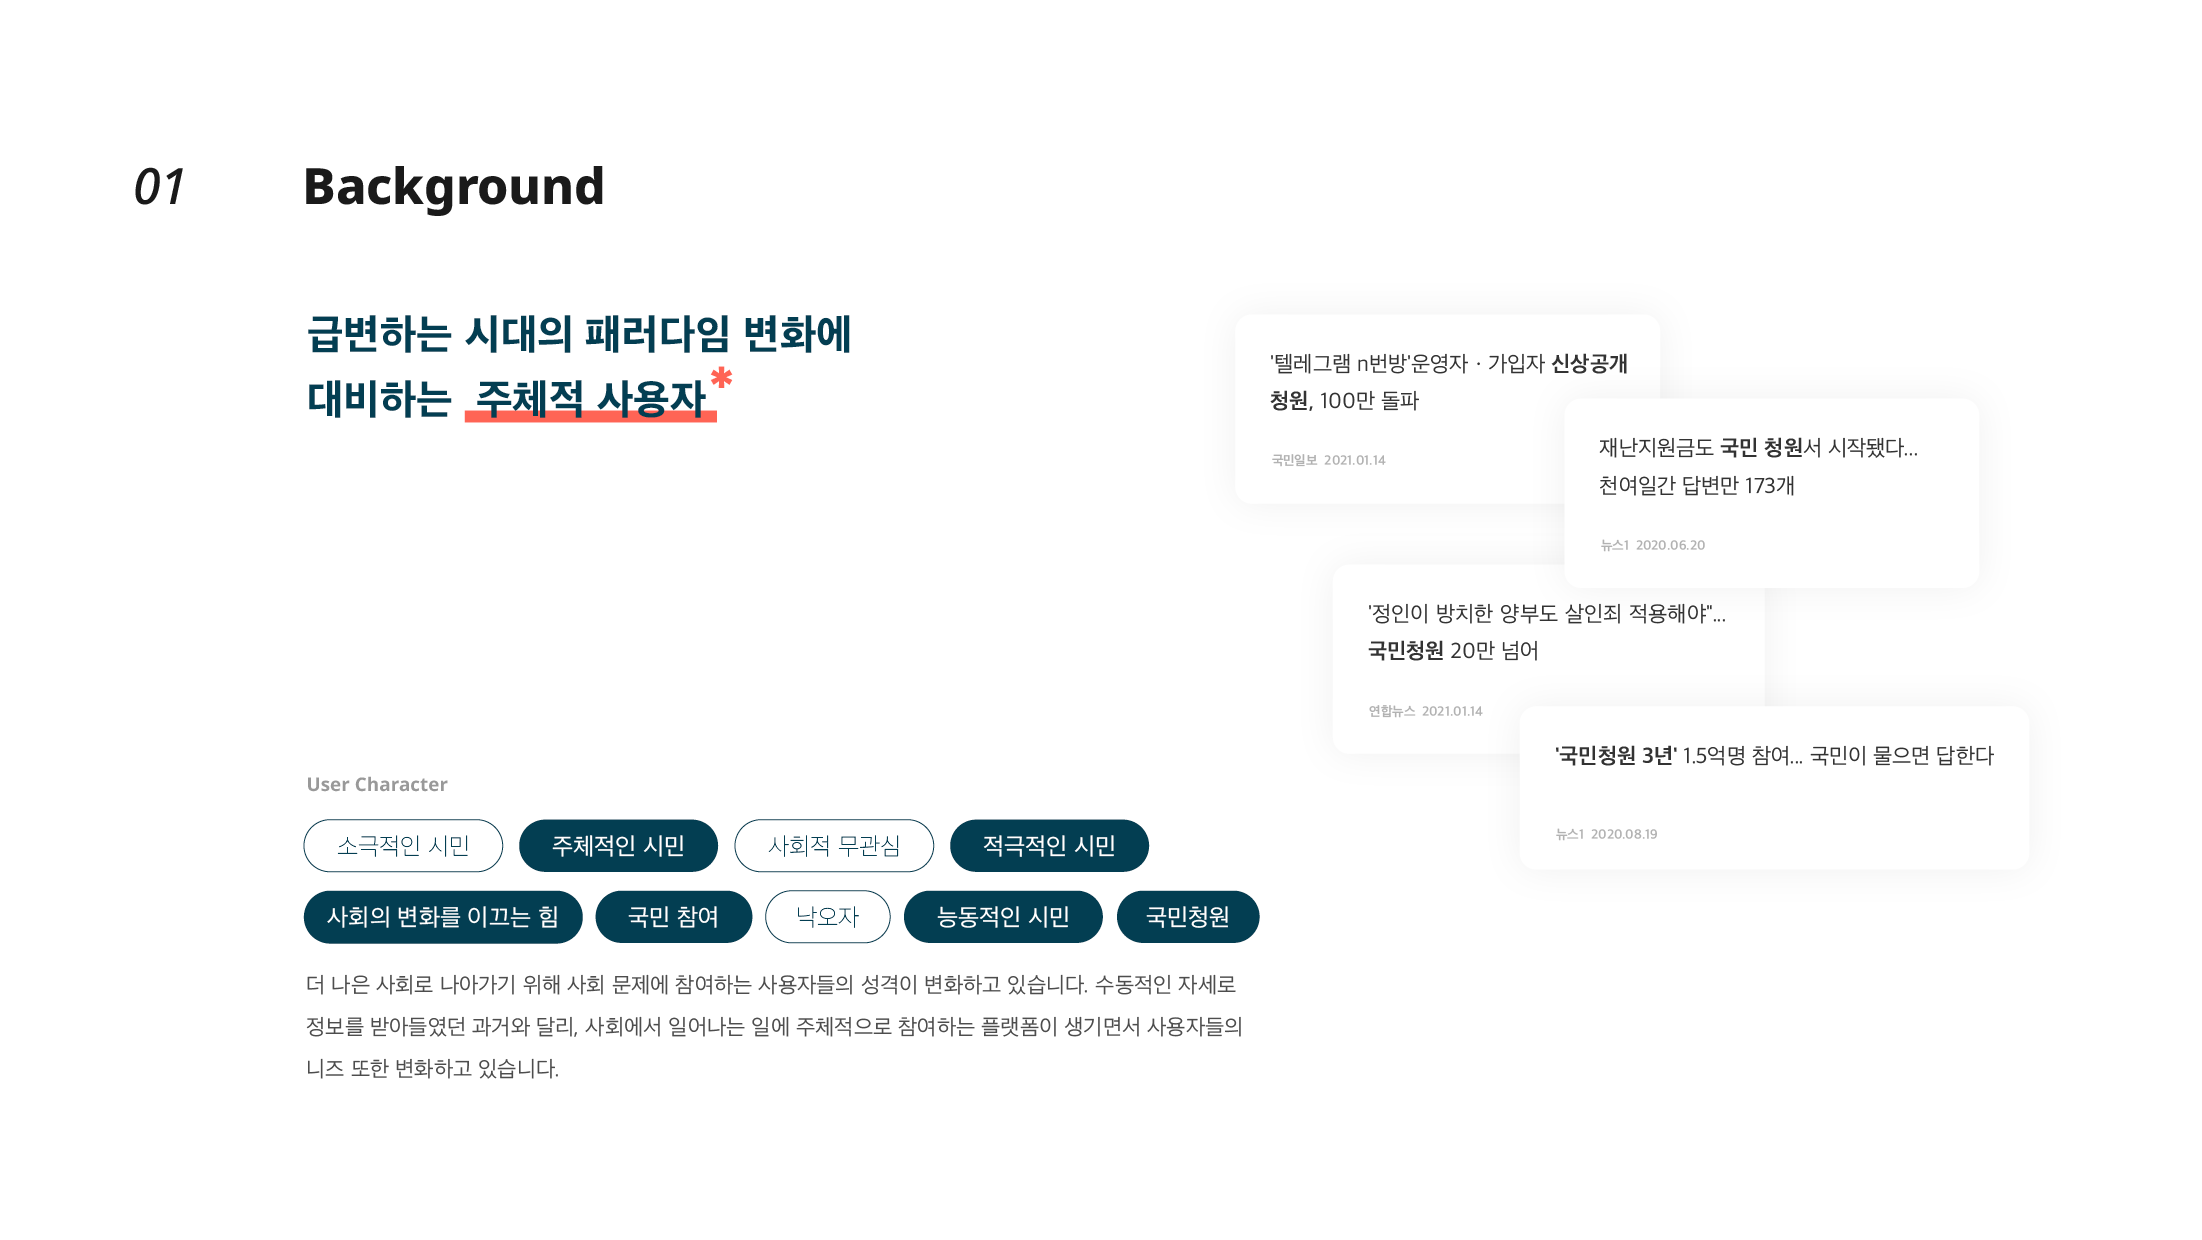 01
Background
급변하는 시대의 패러다임 변화에
대비하는 주체적 사용자*
'텔레그램 n번방'운영자 · 가입자 신상공개
청원, 100만 돌파
국민일보 2021.01.14
재난지원금도 국민 청원서 시작됐다...
천여일간 답변만 173개
뉴스1 2020.06.20
'정인이 방치한 양부도 살인죄 적용해야"...
국민청원 20만 넘어
연합뉴스 2021.01.14
'국민청원 3년' 1.5억명 참여... 국민이 물으면 답한다
뉴스1 2020.08.19
User Character
소극적인 시민 주체적인 시민 사회적 무관심 적극적인 시민
사회의 변화를 이끄는 힘 국민 참여 낙오자 능동적인 시민 국민청원
더 나은 사회로 나아가기 위해 사회 문제에 참여하는 사용자들의 성격이 변화하고 있습니다. 수동적인 자세로
정보를 받아들였던 과거와 달리, 사회에서 일어나는 일에 주체적으로 참여하는 플랫폼이 생기면서 사용자들의
니즈 또한 변화하고 있습니다.